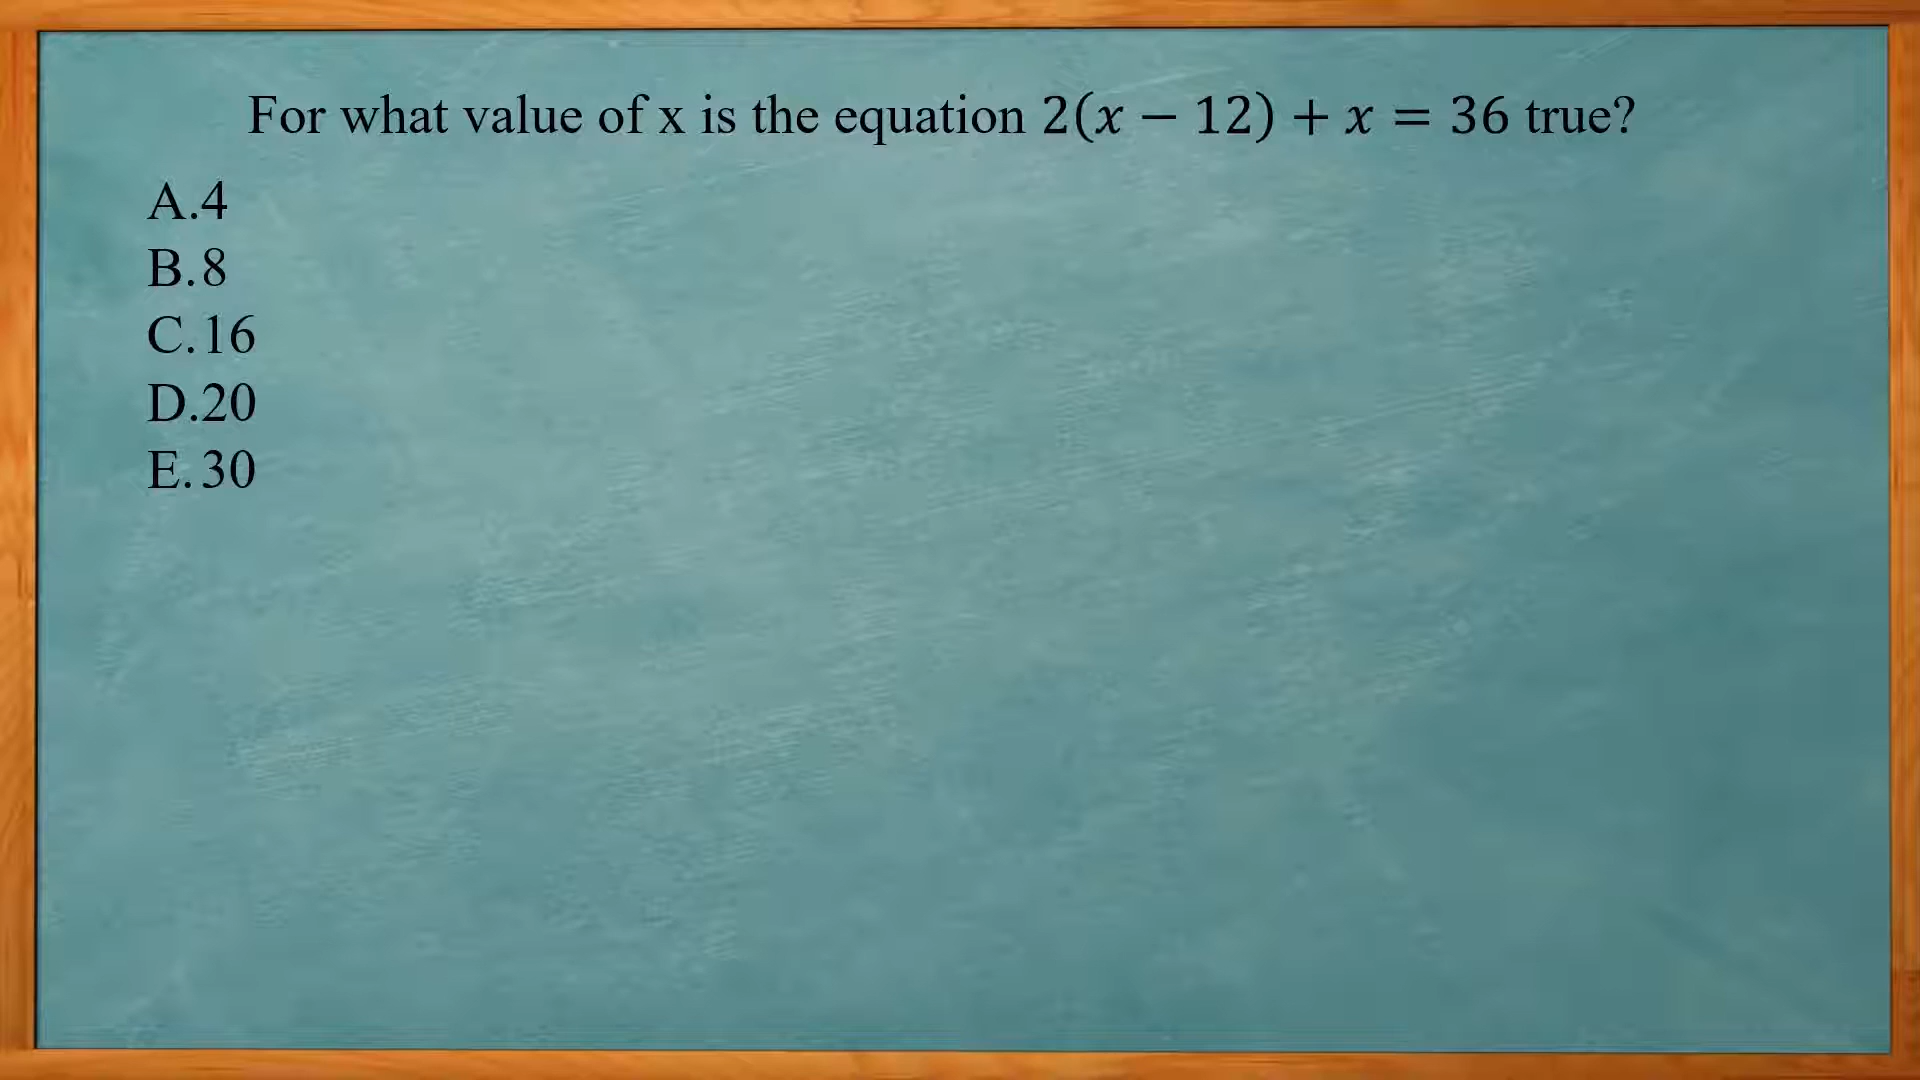 For what value of x is the equation 2(x − 12) + x = 36 true?
A.4
B.8
C.16
D.20
E.30